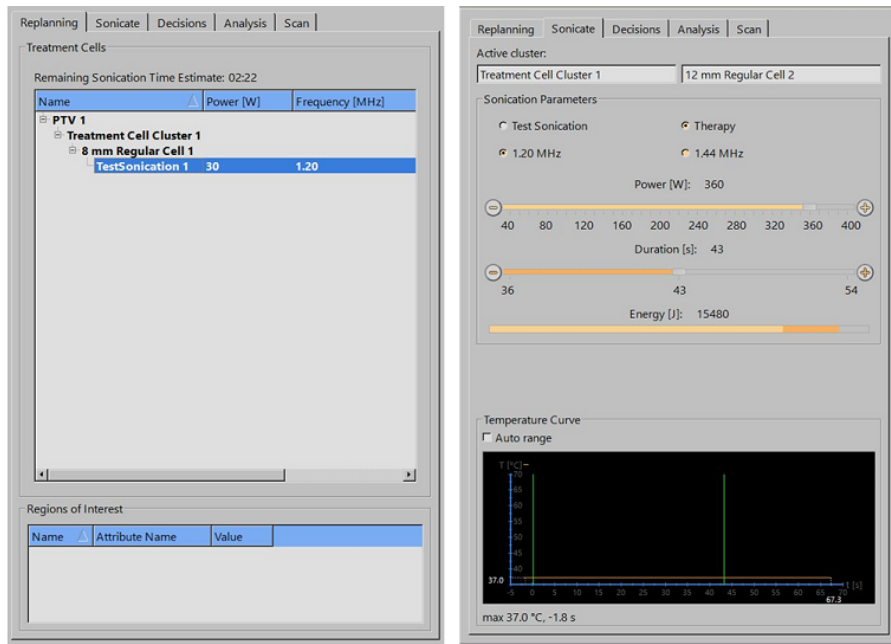 Replanning Sonicate Decisions Analysis Scan
Treatment Cells
Remaining Sonication Time Estimate: 02:22
Name Power [W] Frequency [MHz]
PTV 1
Treatment Cell Cluster 1
8 mm Regular Cell 1
TestSonication 1 30 1.20
Regions of Interest
Name Attribute Name Value
Replanning Sonicate Decisions Analysis Scan
Active cluster:
Treatment Cell Cluster 1 12 mm Regular Cell 2
Sonication Parameters
Test Sonication Therapy
1.20 MHz 1.44 MHz
Power [W]: 360
40 80 120 160 200 240 280 320 360 400
Duration [s]: 43
36 43 54
Energy [J]: 15480
Temperature Curve
Auto range
T [°C]
70
65
60
55
50
45
40
37.0
-5 0 5 10 15 20 25 30 35 40 45 50 55 60 65 70 t [s]
67.3
max 37.0 °C, -1.8 s